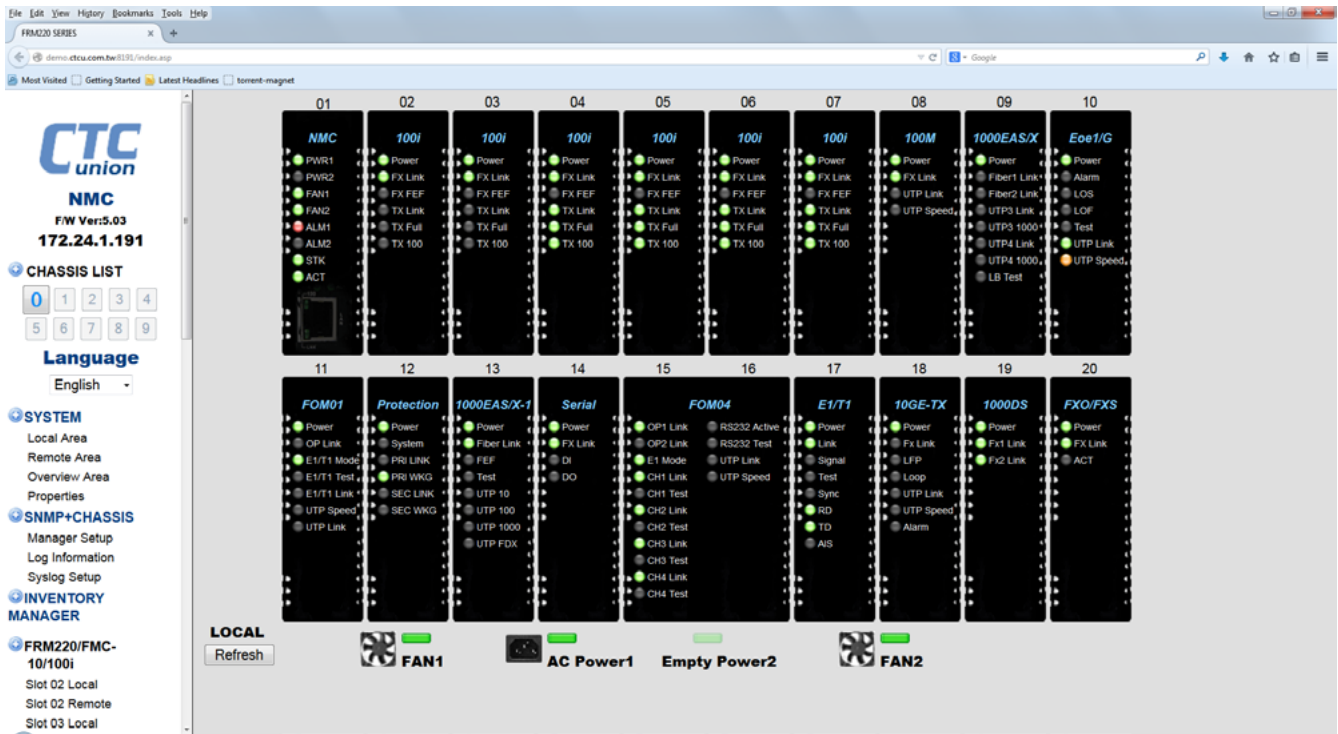 File Edit View History Bookmarks Tools Help
FRM220 SERIES x +
demo.ctcu.com.tw:8191/index.asp
Google
Most Visited Getting Started Latest Headlines torrent-magnet
CTC union
NMC
F/W Ver:5.03
172.24.1.191
CHASSIS LIST
0 1 2 3 4
5 6 7 8 9
Language
English
SYSTEM
Local Area
Remote Area
Overview Area
Properties
SNMP+CHASSIS
Manager Setup
Log Information
Syslog Setup
INVENTORY
MANAGER
FRM220/FMC-
10/100i
Slot 02 Local
Slot 02 Remote
Slot 03 Local
01 02 03 04 05 06 07 08 09 10
NMC
PWR1
PWR2
FAN1
FAN2
ALM1
ALM2
STK
ACT
100i
Power
FX Link
FX FEF
TX Link
TX Full
TX 100
100i
Power
FX Link
FX FEF
TX Link
TX Full
TX 100
100i
Power
FX Link
FX FEF
TX Link
TX Full
TX 100
100i
Power
FX Link
FX FEF
TX Link
TX Full
TX 100
100i
Power
FX Link
FX FEF
TX Link
TX Full
TX 100
100i
Power
FX Link
FX FEF
TX Link
TX Full
TX 100
100M
Power
FX Link
UTP Link
UTP Speed
1000EAS/X
Power
Fiber1 Link
Fiber2 Link
UTP3 Link
UTP3 1000
UTP4 Link
UTP4 1000
LB Test
Eoe1/G
Power
Alarm
LOS
LOF
Test
UTP Link
UTP Speed
11 12 13 14 15 16 17 18 19 20
FOM01
Power
OP Link
E1/T1 Mode
E1/T1 Test
E1/T1 Link
UTP Speed
UTP Link
Protection
Power
System
PRI LINK
PRI WKG
SEC LINK
SEC WKG
1000EAS/X-1
Power
Fiber Link
FEF
Test
UTP 10
UTP 100
UTP 1000
UTP FDX
Serial
Power
FX Link
DI
DO
FOM04
OP1 Link
OP2 Link
E1 Mode
CH1 Link
CH1 Test
CH2 Link
CH2 Test
CH3 Link
CH3 Test
CH4 Link
CH4 Test
RS232 Active
RS232 Test
UTP Link
UTP Speed
E1/T1
Power
Link
Signal
Test
Sync
RD
TD
AIS
10GE-TX
Power
Fx Link
LFP
Loop
UTP Link
UTP Speed
Alarm
1000DS
Power
Fx1 Link
Fx2 Link
FXO/FXS
Power
FX Link
ACT
LOCAL
Refresh
FAN1
AC Power1
Empty Power2
FAN2